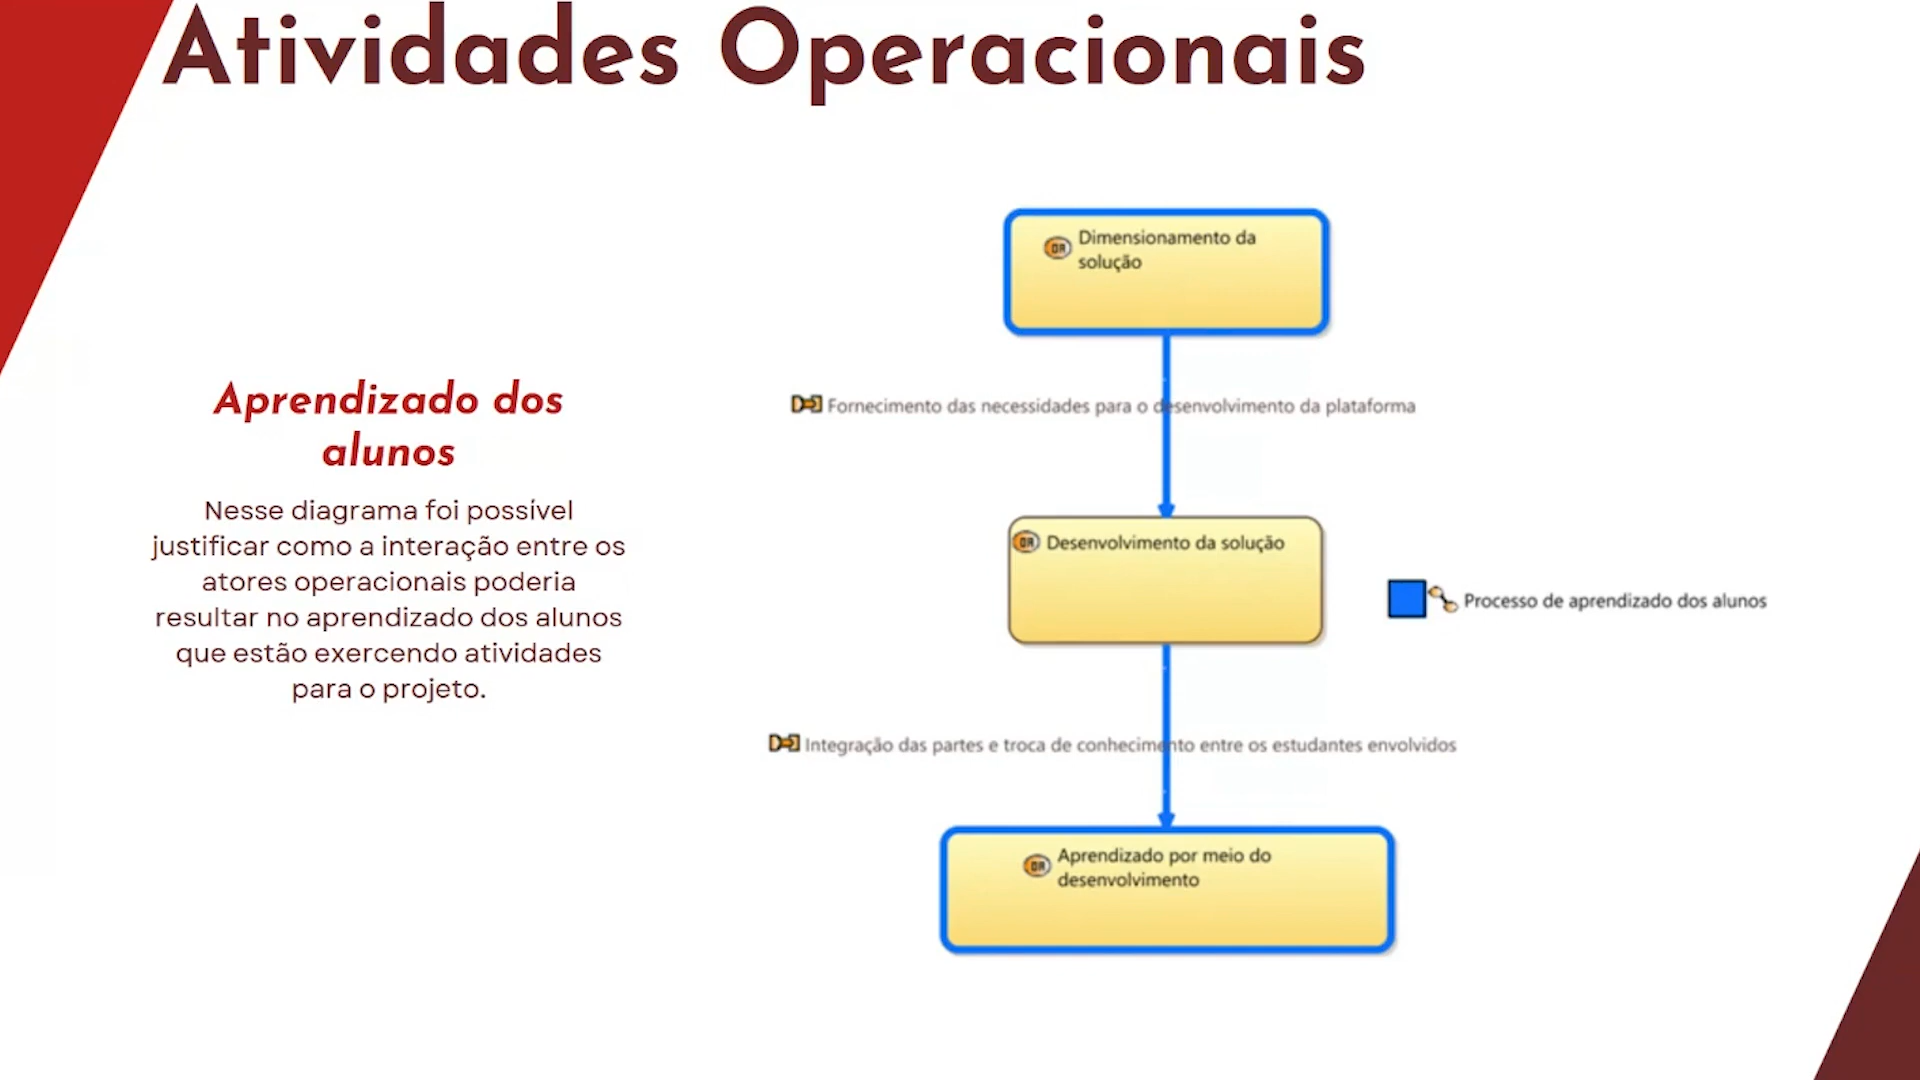 Atividades Operacionais
Aprendizado dos
alunos
Nesse diagrama foi possível
justificar como a interação entre os
atores operacionais poderia
resultar no aprendizado dos alunos
que estão exercendo atividades
para o projeto.
OA Dimensionamento da
solução
Fornecimento das necessidades para o desenvolvimento da plataforma
OA Desenvolvimento da solução
Processo de aprendizado dos alunos
Integração das partes e troca de conhecimento entre os estudantes envolvidos
OA Aprendizado por meio do
desenvolvimento